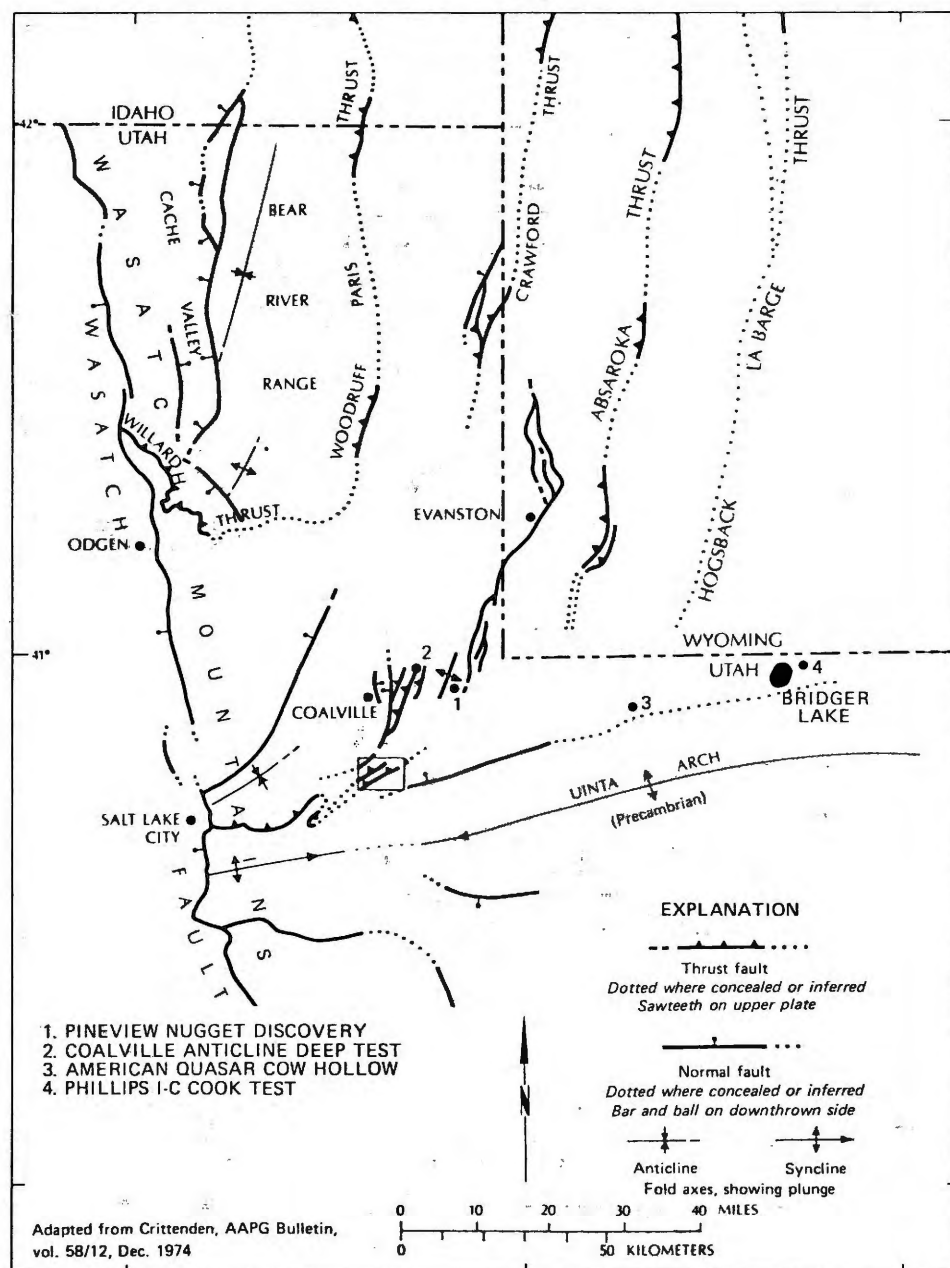 IDAHO
UTAH
42°
WASATCH
CACHE
VALLEY
BEAR
RIVER
RANGE
PARIS
THRUST
WOODRUFF
CRAWFORD
THRUST
ABSAROKA
THRUST
THRUST
LA BARGE
HOGSBACK
WASATCH
WILLARD
THRUST
ODGEN
EVANSTON
MOUNTAINS
41°
WYOMING
UTAH
2
1
3
4
COALVILLE
BRIDGER
LAKE
UINTA ARCH
(Precambrian)
SALT LAKE
CITY
FAULT
1. PINEVIEW NUGGET DISCOVERY
2. COALVILLE ANTICLINE DEEP TEST
3. AMERICAN QUASAR COW HOLLOW
4. PHILLIPS I-C COOK TEST
N
EXPLANATION
Thrust fault
Dotted where concealed or inferred
Sawteeth on upper plate
Normal fault
Dotted where concealed or inferred
Bar and ball on downthrown side
Anticline Syncline
Fold axes, showing plunge
0 10 20 30 40 MILES
0 50 KILOMETERS
Adapted from Crittenden, AAPG Bulletin,
vol. 58/12, Dec. 1974